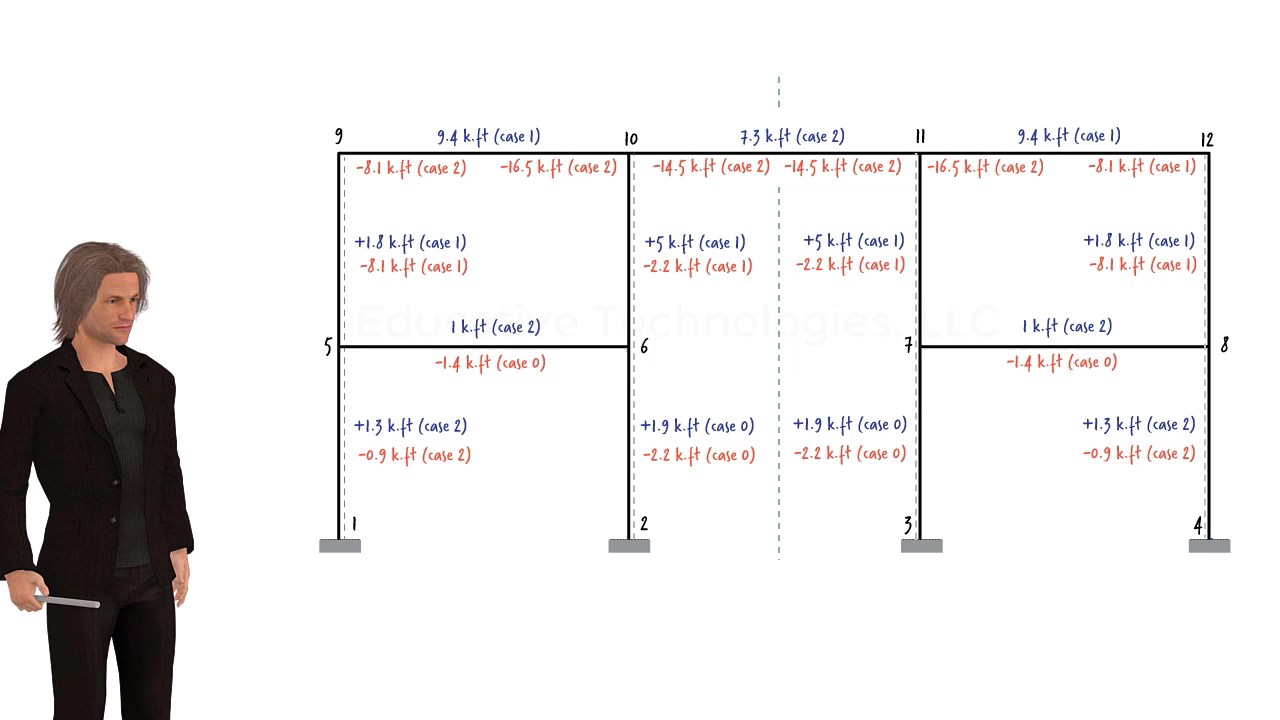 9 9.4 k.ft (case 1) 10 7.3 k.ft (case 2) 11 9.4 k.ft (case 1) 12
-8.1 k.ft (case 2) -16.5 k.ft (case 2) -14.5 k.ft (case 2) -14.5 k.ft (case 2) -16.5 k.ft (case 2) -8.1 k.ft (case 1)
+1.8 k.ft (case 1) +5 k.ft (case 1) +5 k.ft (case 1) +1.8 k.ft (case 1)
-8.1 k.ft (case 1) -2.2 k.ft (case 1) -2.2 k.ft (case 1) -8.1 k.ft (case 1)
Educative Technologies, LLC
5 1 k.ft (case 2) 6 7 1 k.ft (case 2) 8
-1.4 k.ft (case 0) -1.4 k.ft (case 0)
+1.3 k.ft (case 2) +1.9 k.ft (case 0) +1.9 k.ft (case 0) +1.3 k.ft (case 2)
-0.9 k.ft (case 2) -2.2 k.ft (case 0) -2.2 k.ft (case 0) -0.9 k.ft (case 2)
1 2 3 4